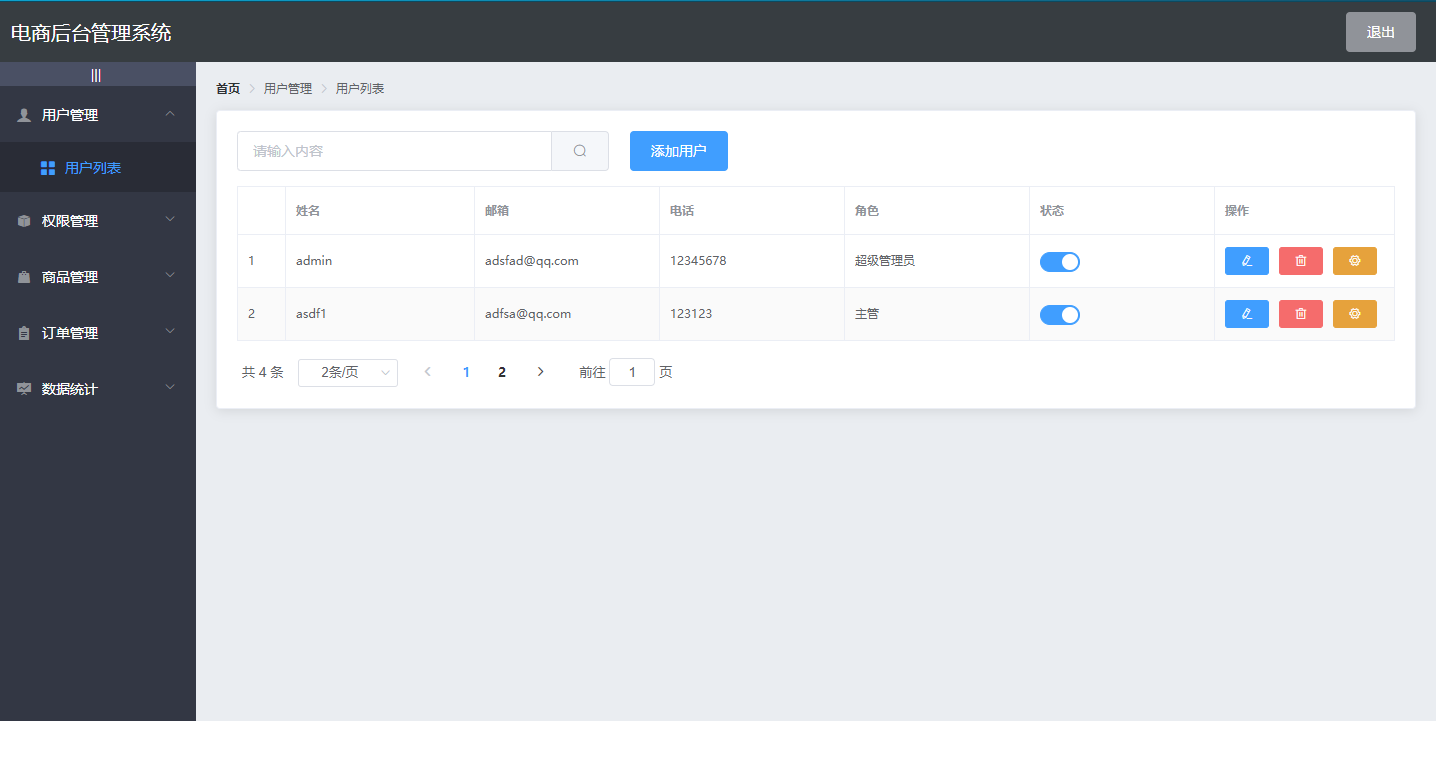 电商后台管理系统
退出
|||
首页 > 用户管理 > 用户列表
用户管理
用户列表
权限管理
商品管理
订单管理
数据统计
请输入内容
添加用户
姓名 邮箱 电话 角色 状态 操作
1 admin adsfad@qq.com 12345678 超级管理员
2 asdf1 adfsa@qq.com 123123 主管
共 4 条 2条/页 < 1 2 > 前往 1 页